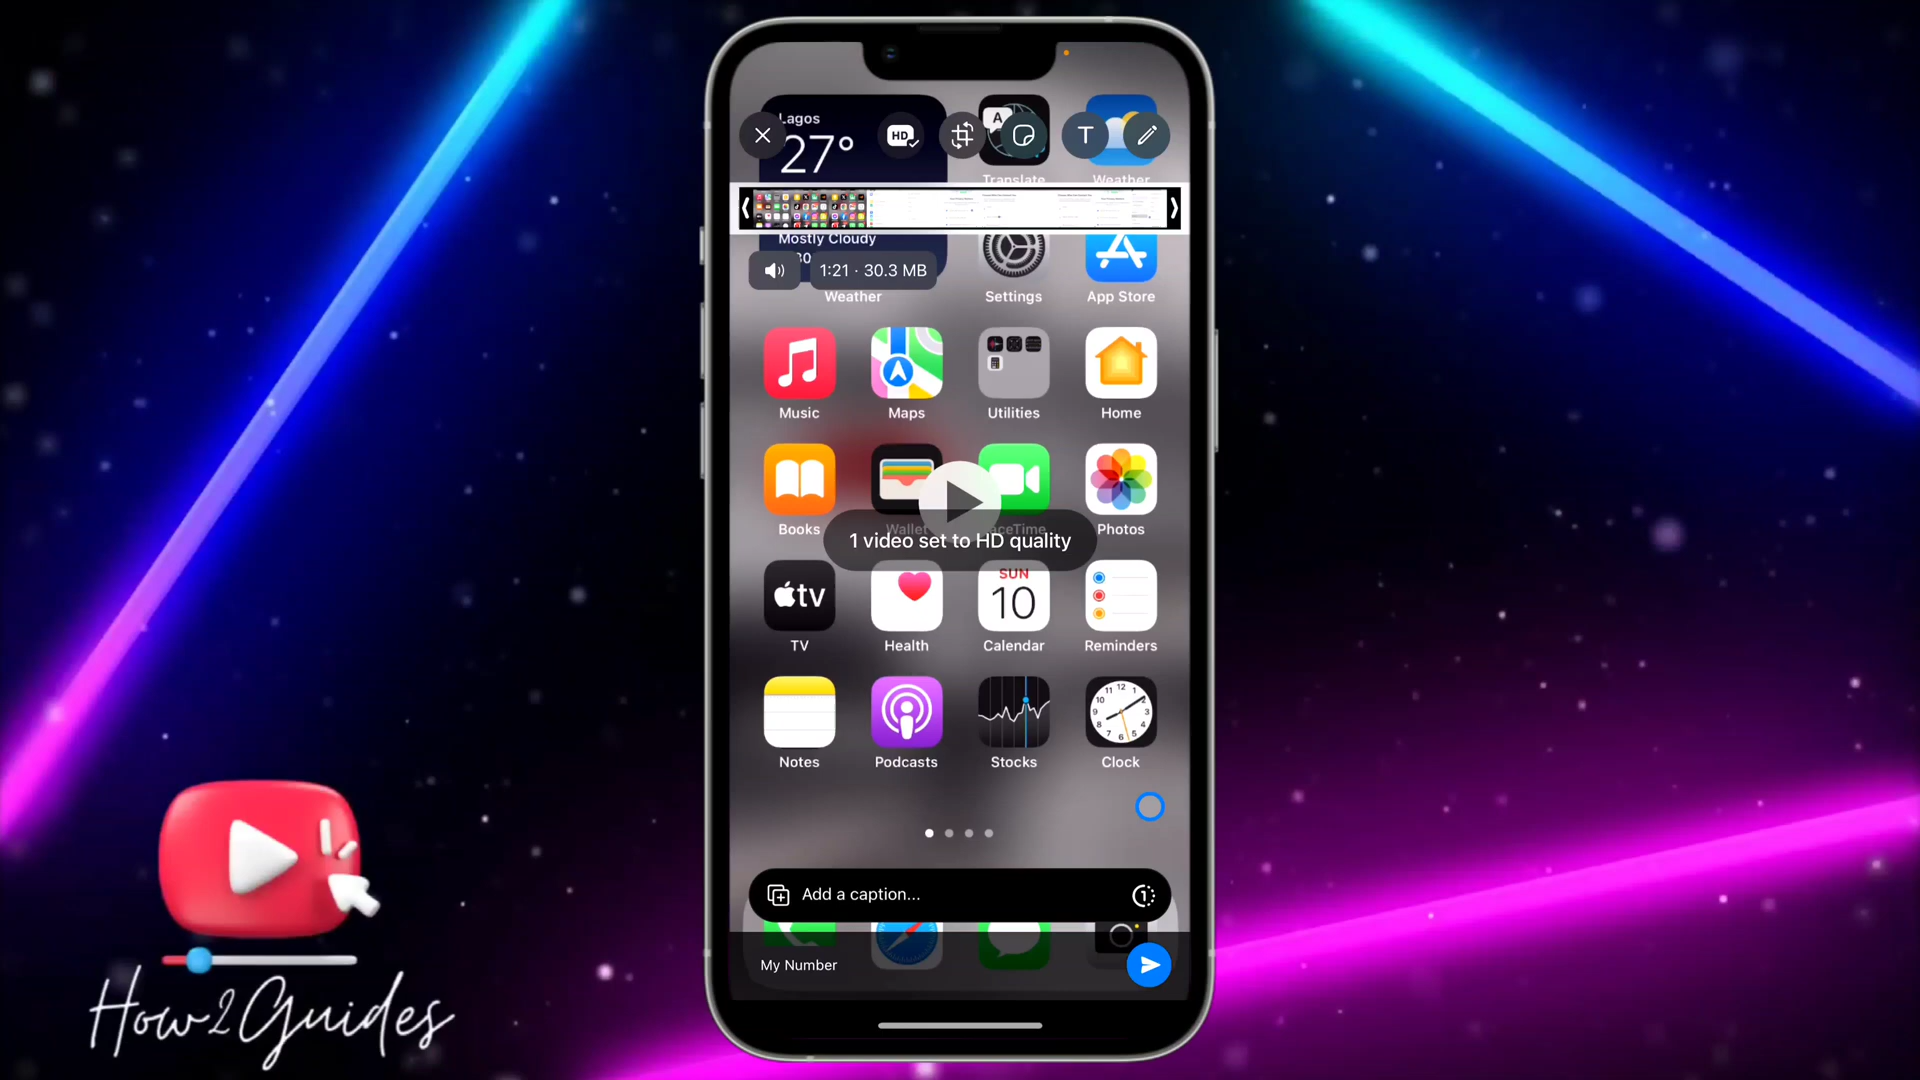 Lagos
27°
HD
A
T
Translate
Weather
Mostly Cloudy
1:21 · 30.3 MB
Weather
Settings
App Store
Music
Maps
Utilities
Home
Books
Wallet
Photos
1 video set to HD quality
tv
SUN
10
TV
Health
Calendar
Reminders
Notes
Podcasts
Stocks
Clock
Add a caption...
1
My Number
How2Guides